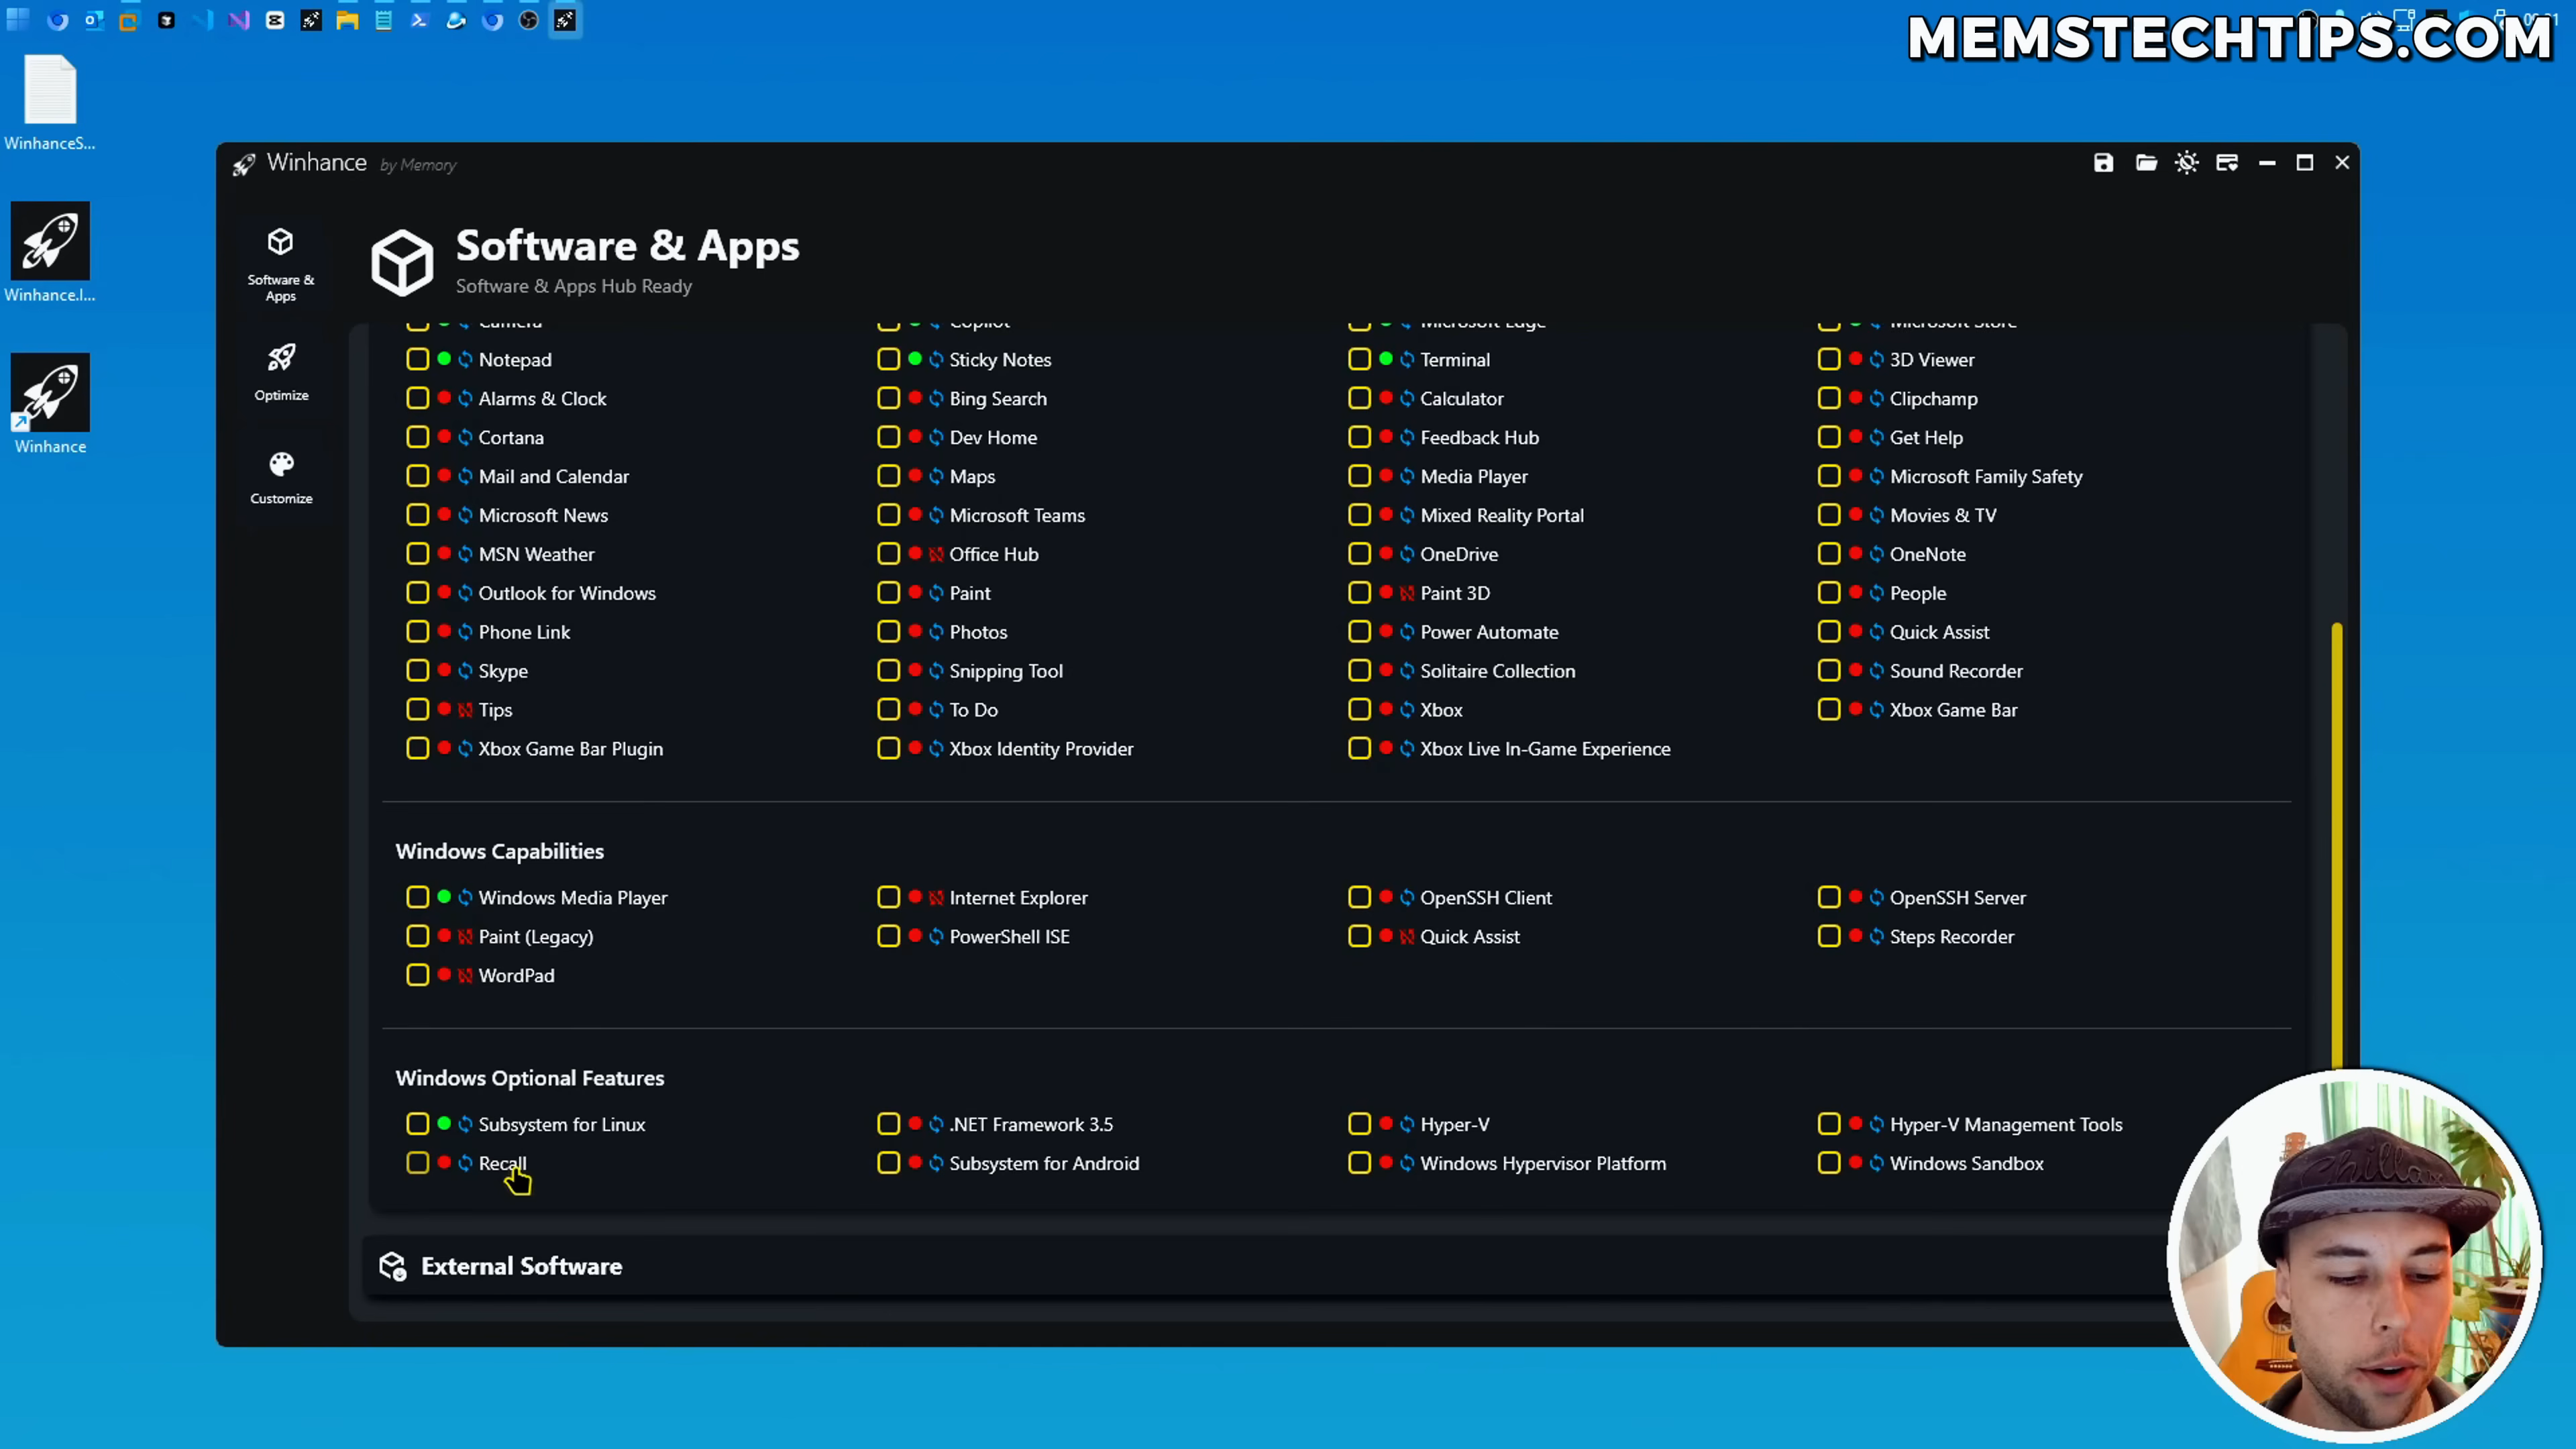 MEMSTECHTIPS.COM
WinhanceS...
Winhance.l...
Winhance
Winhance by Memory
Software & Apps
Optimize
Customize
Software & Apps
Software & Apps Hub Ready
Camera Copilot Microsoft Edge Microsoft Store
Notepad Sticky Notes Terminal 3D Viewer
Alarms & Clock Bing Search Calculator Clipchamp
Cortana Dev Home Feedback Hub Get Help
Mail and Calendar Maps Media Player Microsoft Family Safety
Microsoft News Microsoft Teams Mixed Reality Portal Movies & TV
MSN Weather Office Hub OneDrive OneNote
Outlook for Windows Paint Paint 3D People
Phone Link Photos Power Automate Quick Assist
Skype Snipping Tool Solitaire Collection Sound Recorder
Tips To Do Xbox Xbox Game Bar
Xbox Game Bar Plugin Xbox Identity Provider Xbox Live In-Game Experience
Windows Capabilities
Windows Media Player Internet Explorer OpenSSH Client OpenSSH Server
Paint (Legacy) PowerShell ISE Quick Assist Steps Recorder
WordPad
Windows Optional Features
Subsystem for Linux .NET Framework 3.5 Hyper-V Hyper-V Management Tools
Recall Subsystem for Android Windows Hypervisor Platform Windows Sandbox
External Software
Chillax